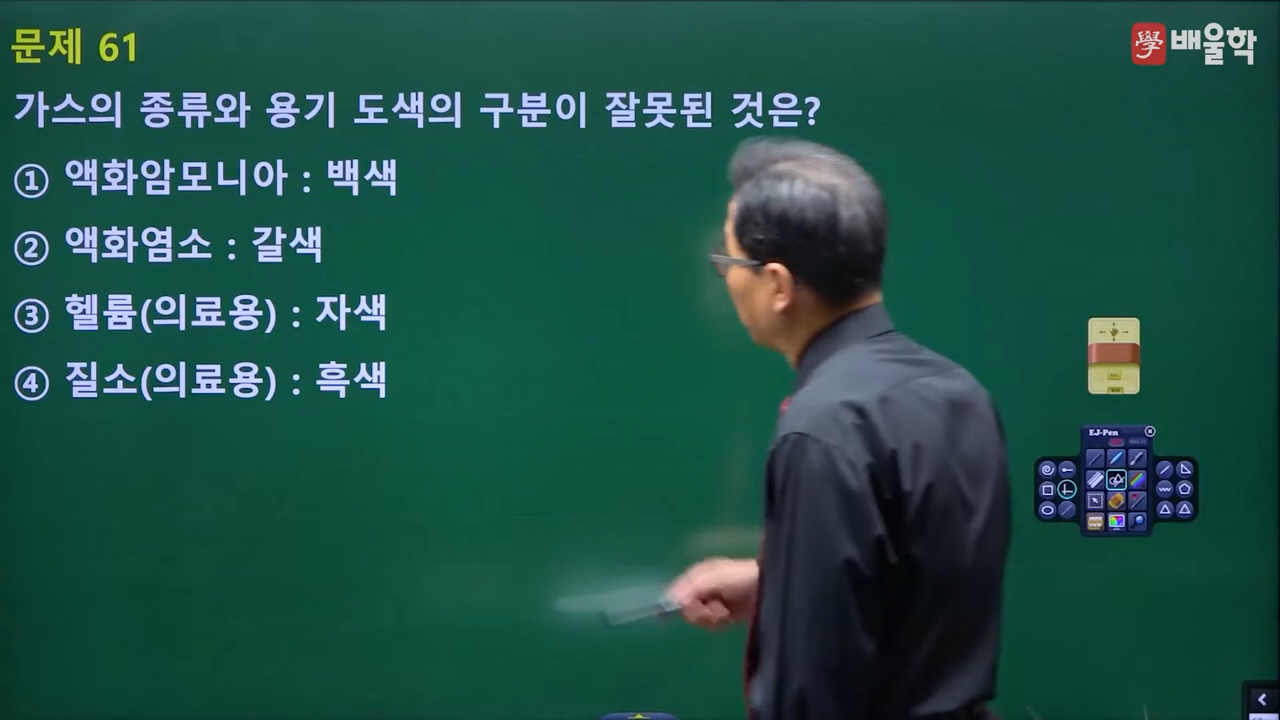 문제 61
學 배울학
가스의 종류와 용기 도색의 구분이 잘못된 것은?
① 액화암모니아 : 백색
② 액화염소 : 갈색
③ 헬륨(의료용) : 자색
④ 질소(의료용) : 흑색
EJ-Pen